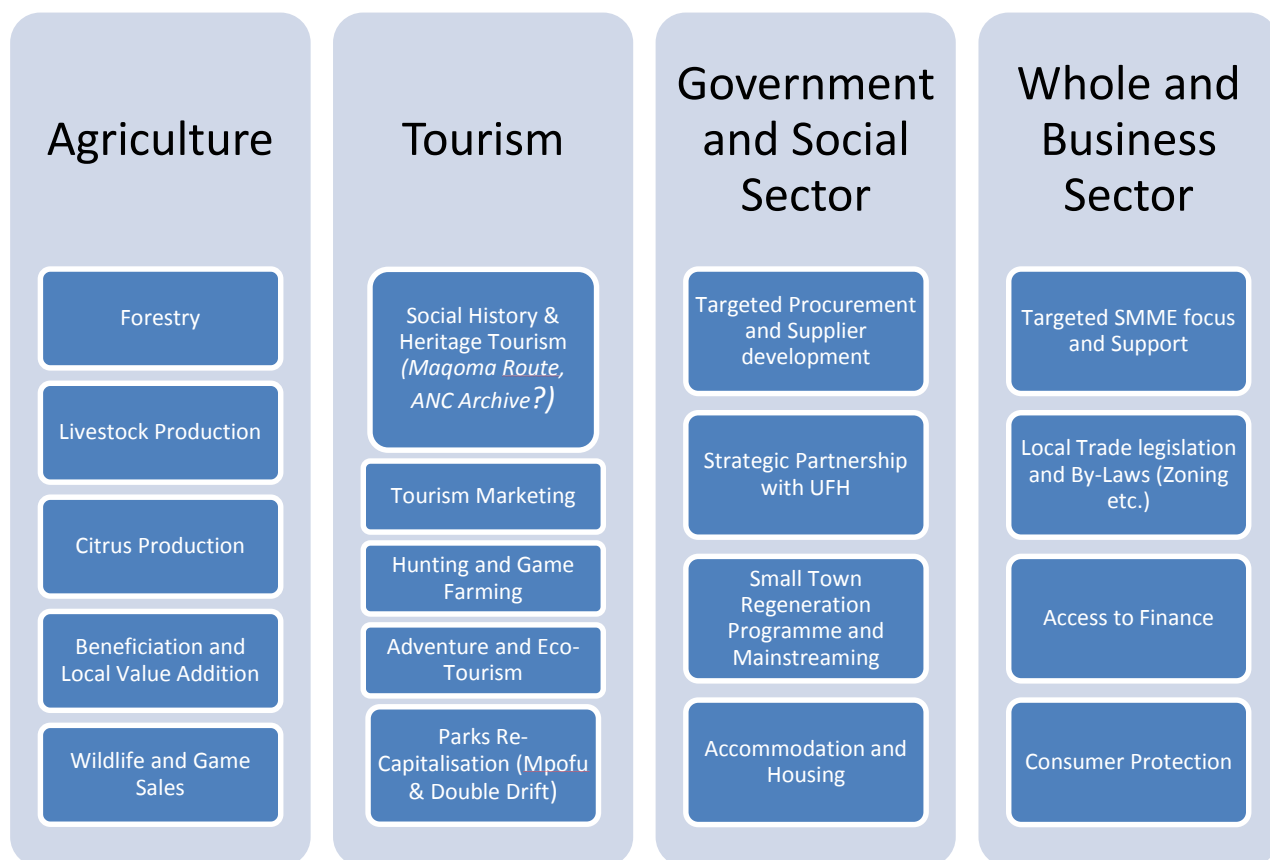 Agriculture
Forestry
Livestock Production
Citrus Production
Beneficiation and
Local Value Addition
Wildlife and Game
Sales
Tourism
Social History &
Heritage Tourism
(Maqoma Route,
ANC Archive?)
Tourism Marketing
Hunting and Game
Farming
Adventure and Eco-
Tourism
Parks Re-
Capitalisation (Mpofu
& Double Drift)
Government
and Social
Sector
Targeted Procurement
and Supplier
development
Strategic Partnership
with UFH
Small Town
Regeneration
Programme and
Mainstreaming
Accommodation and
Housing
Whole and
Business
Sector
Targeted SMME focus
and Support
Local Trade legislation
and By-Laws (Zoning
etc.)
Access to Finance
Consumer Protection